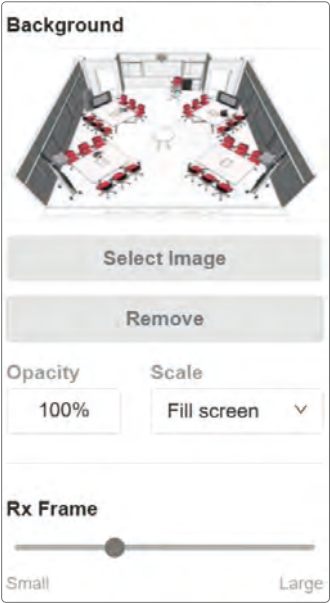 Background
Select Image
Remove
Opacity Scale
100% Fill screen
Rx Frame
Small Large